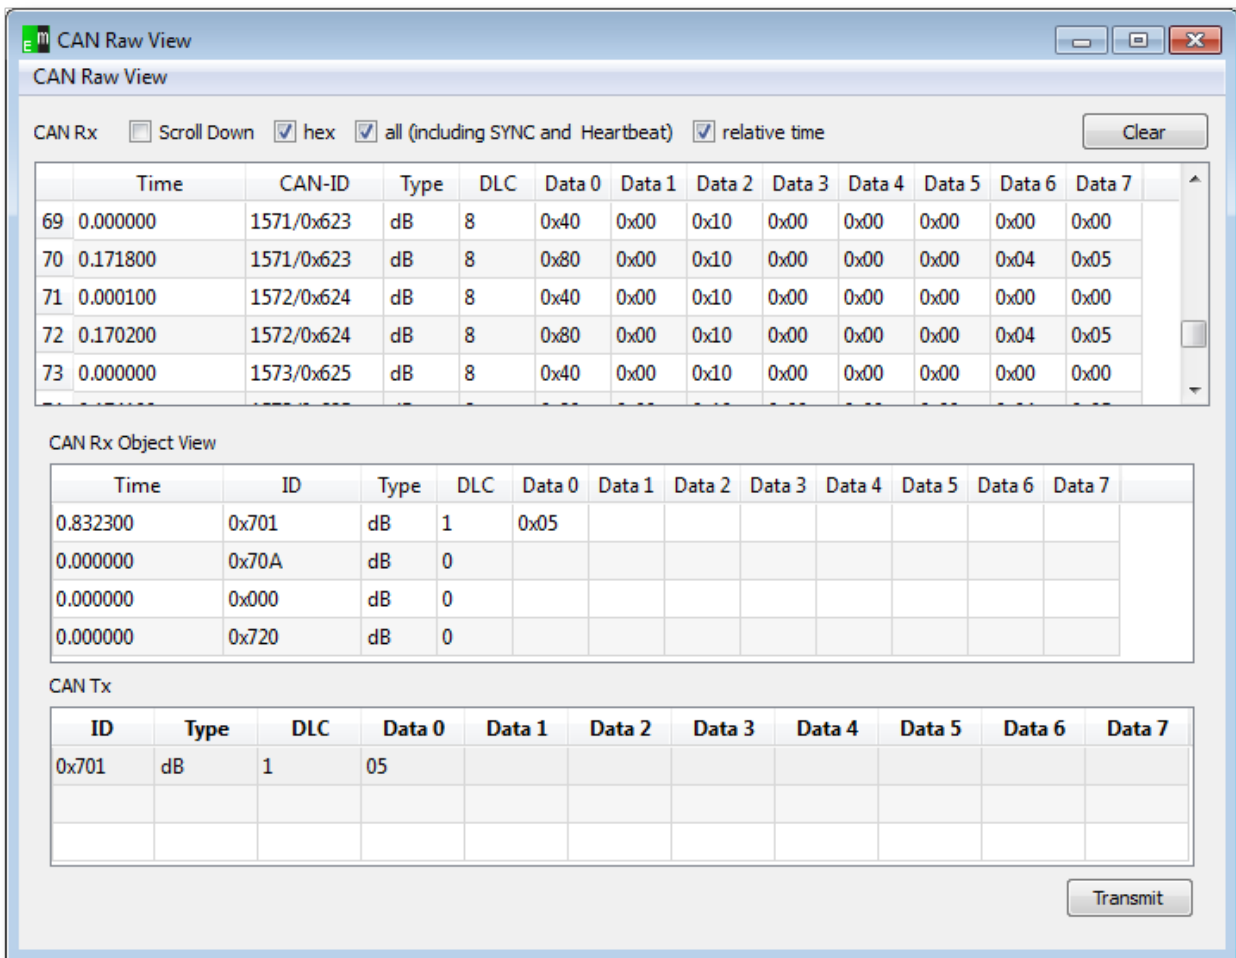 E m CAN Raw View
CAN Raw View
CAN Rx Scroll Down hex all (including SYNC and Heartbeat) relative time Clear
Time CAN-ID Type DLC Data 0 Data 1 Data 2 Data 3 Data 4 Data 5 Data 6 Data 7
69 0.000000 1571/0x623 dB 8 0x40 0x00 0x10 0x00 0x00 0x00 0x00 0x00
70 0.171800 1571/0x623 dB 8 0x80 0x00 0x10 0x00 0x00 0x00 0x04 0x05
71 0.000100 1572/0x624 dB 8 0x40 0x00 0x10 0x00 0x00 0x00 0x00 0x00
72 0.170200 1572/0x624 dB 8 0x80 0x00 0x10 0x00 0x00 0x00 0x04 0x05
73 0.000000 1573/0x625 dB 8 0x40 0x00 0x10 0x00 0x00 0x00 0x00 0x00
CAN Rx Object View
Time ID Type DLC Data 0 Data 1 Data 2 Data 3 Data 4 Data 5 Data 6 Data 7
0.832300 0x701 dB 1 0x05
0.000000 0x70A dB 0
0.000000 0x000 dB 0
0.000000 0x720 dB 0
CAN Tx
ID Type DLC Data 0 Data 1 Data 2 Data 3 Data 4 Data 5 Data 6 Data 7
0x701 dB 1 05
Transmit